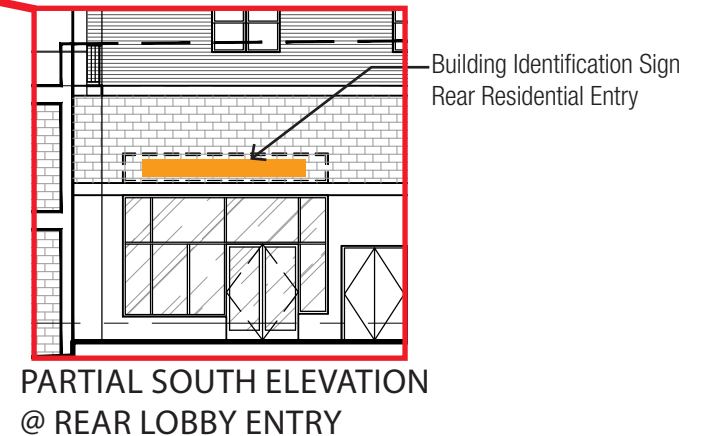 Building Identification Sign
Rear Residential Entry
PARTIAL SOUTH ELEVATION
@ REAR LOBBY ENTRY